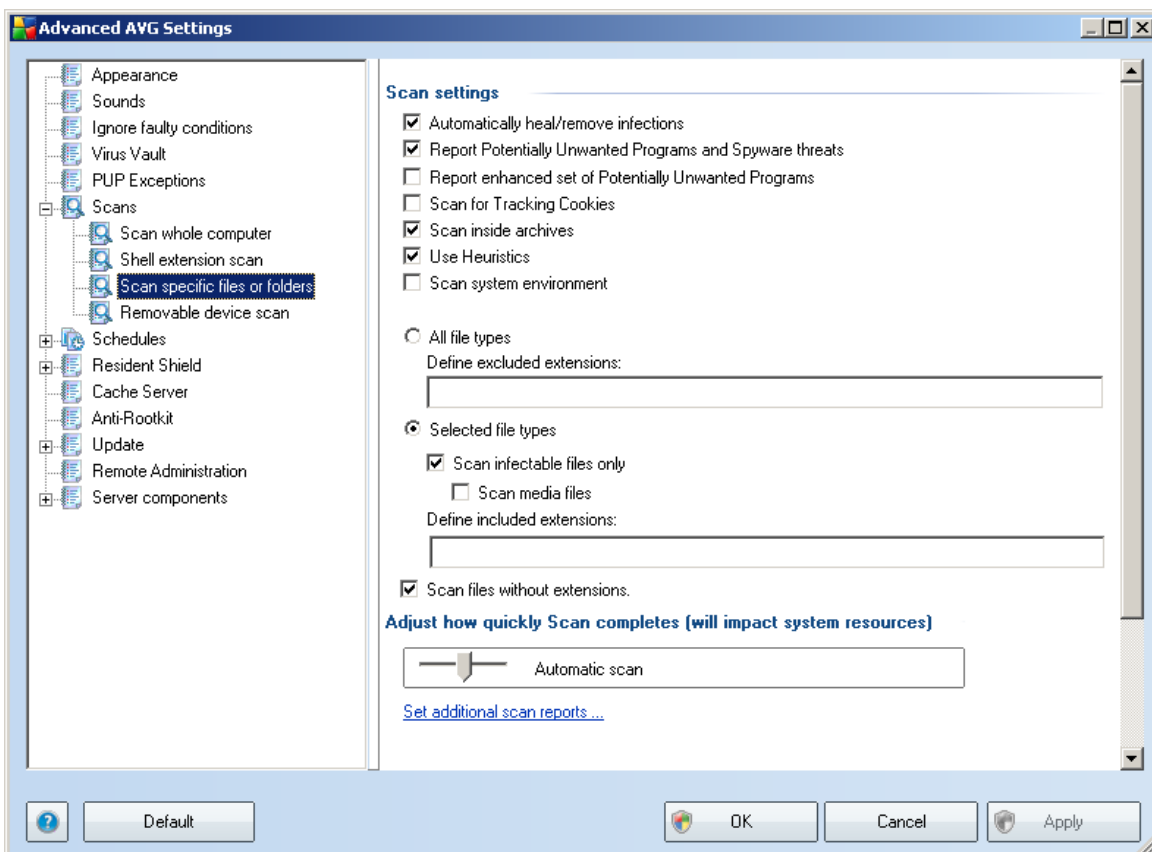 Advanced AVG Settings
Appearance
Sounds
Ignore faulty conditions
Virus Vault
PUP Exceptions
Scans
Scan whole computer
Shell extension scan
Scan specific files or folders
Removable device scan
Schedules
Resident Shield
Cache Server
Anti-Rootkit
Update
Remote Administration
Server components
Scan settings
Automatically heal/remove infections
Report Potentially Unwanted Programs and Spyware threats
Report enhanced set of Potentially Unwanted Programs
Scan for Tracking Cookies
Scan inside archives
Use Heuristics
Scan system environment
All file types
Define excluded extensions:
Selected file types
Scan infectable files only
Scan media files
Define included extensions:
Scan files without extensions.
Adjust how quickly Scan completes (will impact system resources)
Automatic scan
Set additional scan reports ...
?
Default
OK
Cancel
Apply